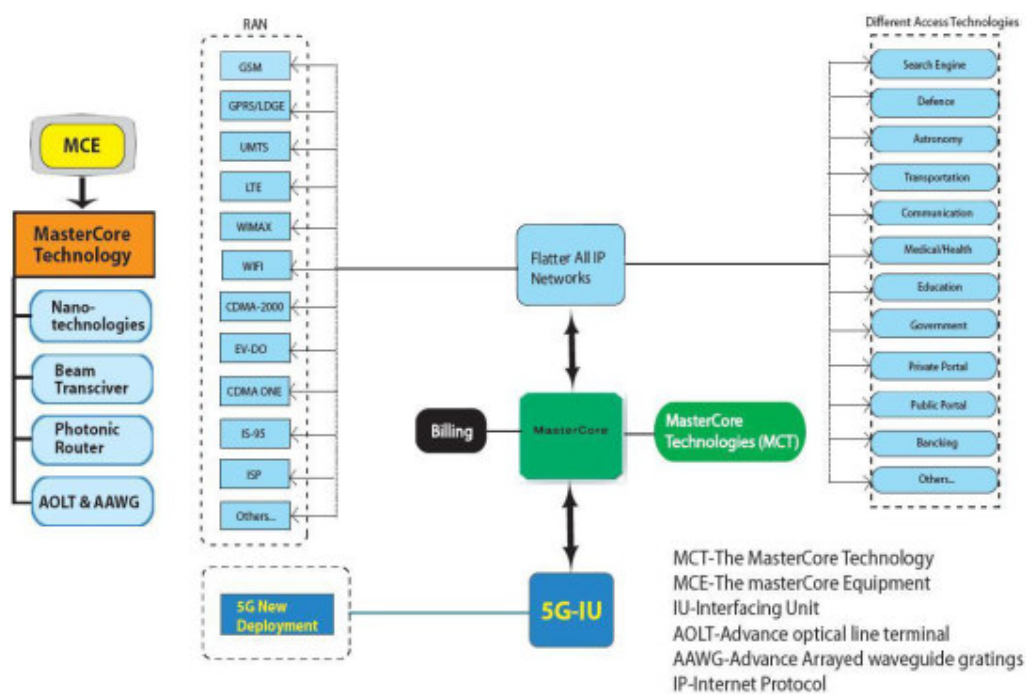 RAN
GSM
GPRS/LDGE
UMTS
LTE
WIMAX
WIFI
CDMA-2000
EV-DO
CDMA ONE
IS-95
ISP
Others...
MCE
MasterCore
Technology
Nano-
technologies
Beam
Transciver
Photonic
Router
AOLT & AAWG
Flatter All IP
Networks
Billing
MasterCore
MasterCore
Technologies (MCT)
5G New
Deployment
5G-IU
Different Access Technologies
Search Engine
Defence
Astronomy
Transportation
Communication
Medical/Health
Education
Government
Private Portal
Public Portal
Bancking
Others...
MCT-The MasterCore Technology
MCE-The masterCore Equipment
IU-Interfacing Unit
AOLT-Advance optical line terminal
AAWG-Advance Arrayed waveguide gratings
IP-Internet Protocol